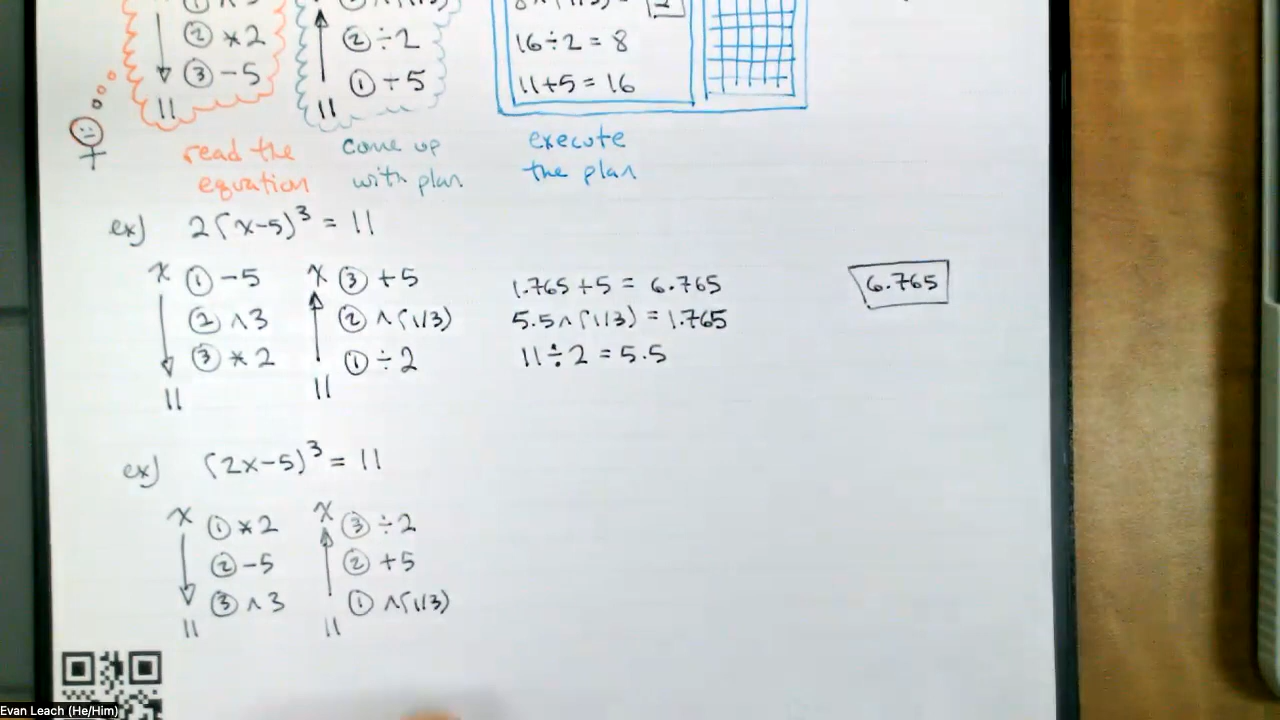 ② *2 ② ÷2 16÷2 = 8
③ -5 ① +5 11+5 = 16
11 11
read the equation
come up with plan
execute the plan
ex) 2(x-5)³ = 11
x ① -5 x ③ +5 1.765 +5 = 6.765 6.765
② ^3 ② ^(1/3) 5.5^(1/3) = 1.765
③ *2 ① ÷2 11÷2 = 5.5
11 11
ex) (2x-5)³ = 11
x ① *2 x ③ ÷2
② -5 ② +5
③ ^3 ① ^(1/3)
11 11
Evan Leach (He/Him)